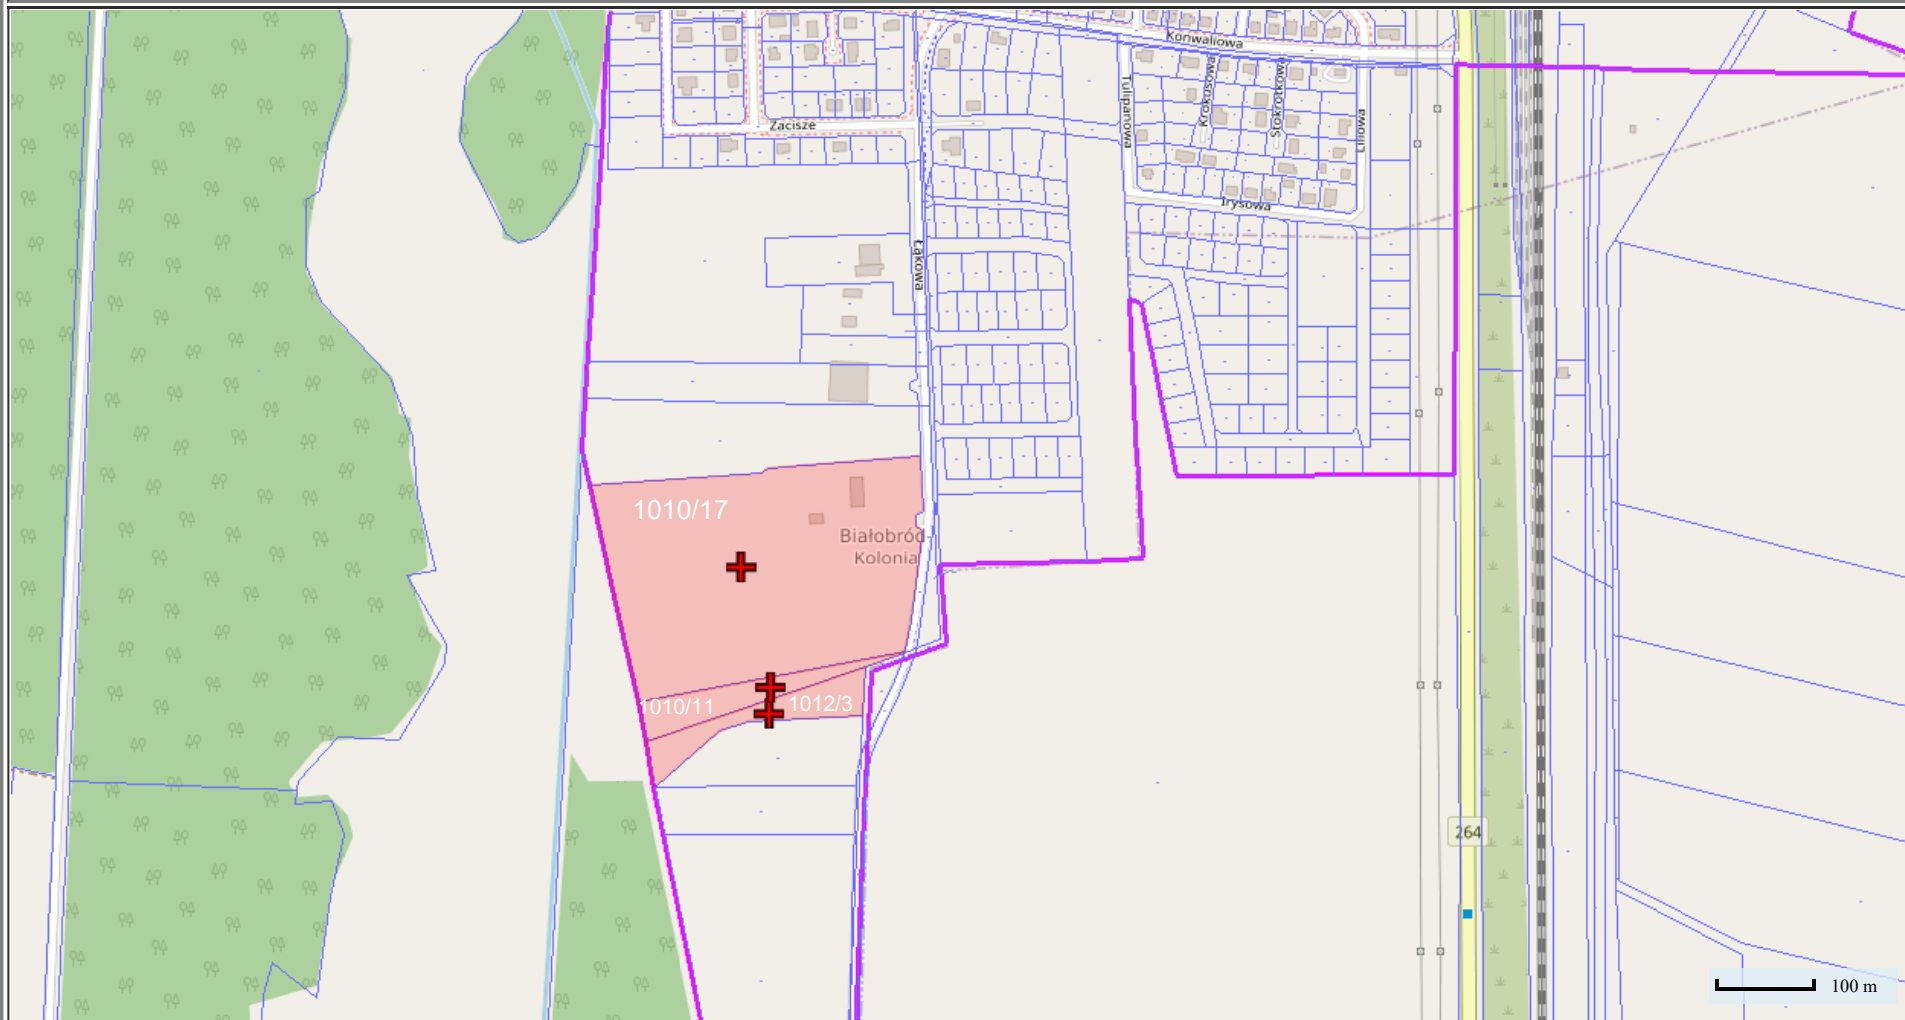 Konwaliowa
Zacisze
Tulipanowa
Krokusowa
Stokrotkowa
Liliowa
Irysowa
Łąkowa
1010/17
Białobród-
Kolonia
1010/11
1012/3
264
100 m